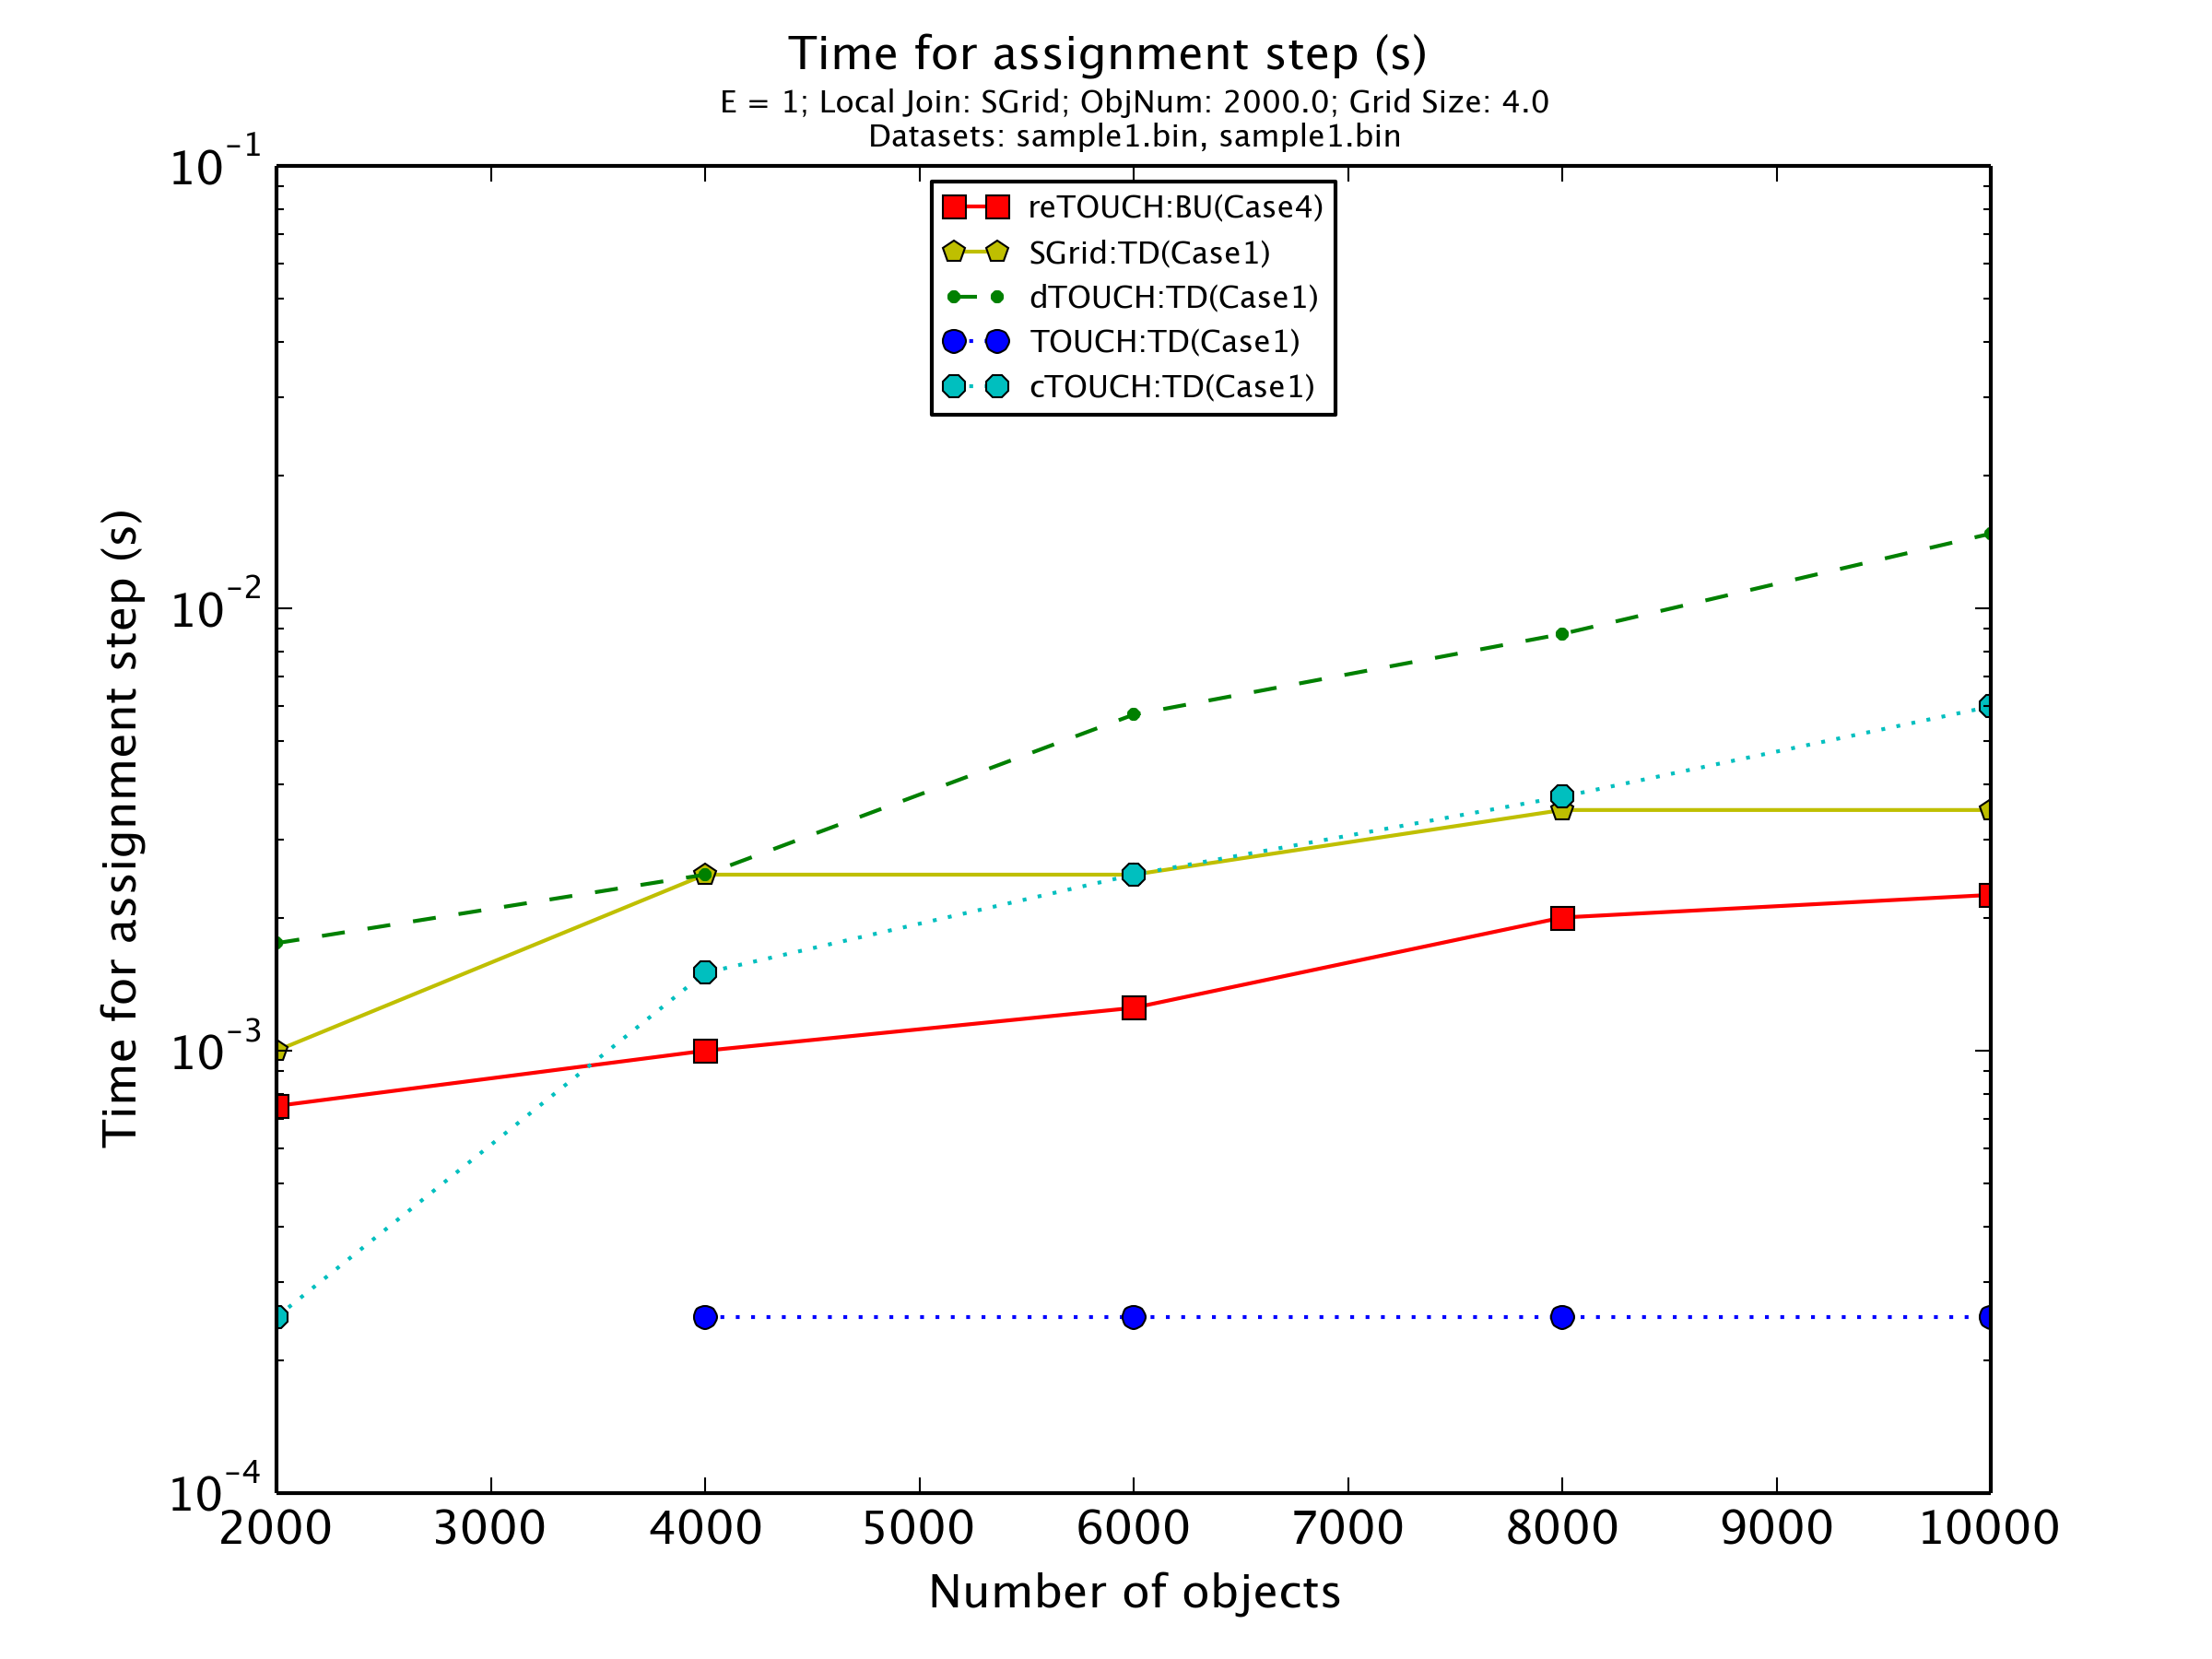 Time for assignment step (s)
E = 1; Local Join: SGrid; ObjNum: 2000.0; Grid Size: 4.0
Datasets: sample1.bin, sample1.bin
reTOUCH:BU(Case4)
SGrid:TD(Case1)
dTOUCH:TD(Case1)
TOUCH:TD(Case1)
cTOUCH:TD(Case1)
Time for assignment step (s)
10⁻¹
10⁻²
10⁻³
10⁻⁴
2000 3000 4000 5000 6000 7000 8000 9000 10000
Number of objects